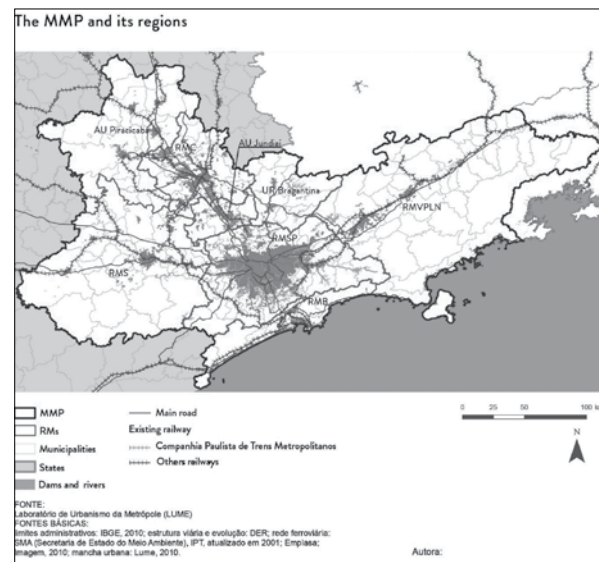 The MMP and its regions
AU Piracicaba
RMC
AU Jundiaí
UR Bragantina
RMVPLN
RMSP
RMS
RMB
MMP
RMs
Municipalities
States
Dams and rivers
Main road
Existing railway
Companhia Paulista de Trens Metropolitanos
Others railways
0 25 50 100 k
N
FONTE:
Laboratório de Urbanismo da Metrópole (LUME)
FONTES BÁSICAS:
limites administrativos: IBGE, 2010; estrutura viária e evolução: DER; rede ferroviária:
SMA (Secretaria de Estado do Meio Ambiente), IPT, atualizado em 2001; Emplasa;
imagem, 2010; mancha urbana: Lume, 2010.
Autora: